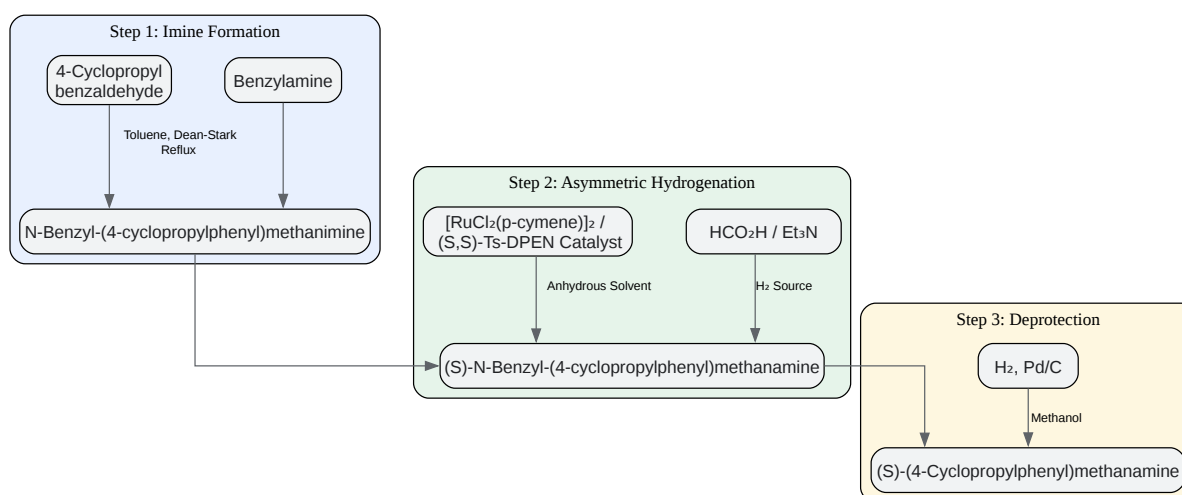 Step 1: Imine Formation
4-Cyclopropyl
benzaldehyde
Benzylamine
Toluene, Dean-Stark
Reflux
N-Benzyl-(4-cyclopropylphenyl)methanimine
Step 2: Asymmetric Hydrogenation
[RuCl₂(p-cymene)]₂ /
(S,S)-Ts-DPEN Catalyst
HCO₂H / Et₃N
Anhydrous Solvent
H₂ Source
(S)-N-Benzyl-(4-cyclopropylphenyl)methanamine
Step 3: Deprotection
H₂, Pd/C
Methanol
(S)-(4-Cyclopropylphenyl)methanamine